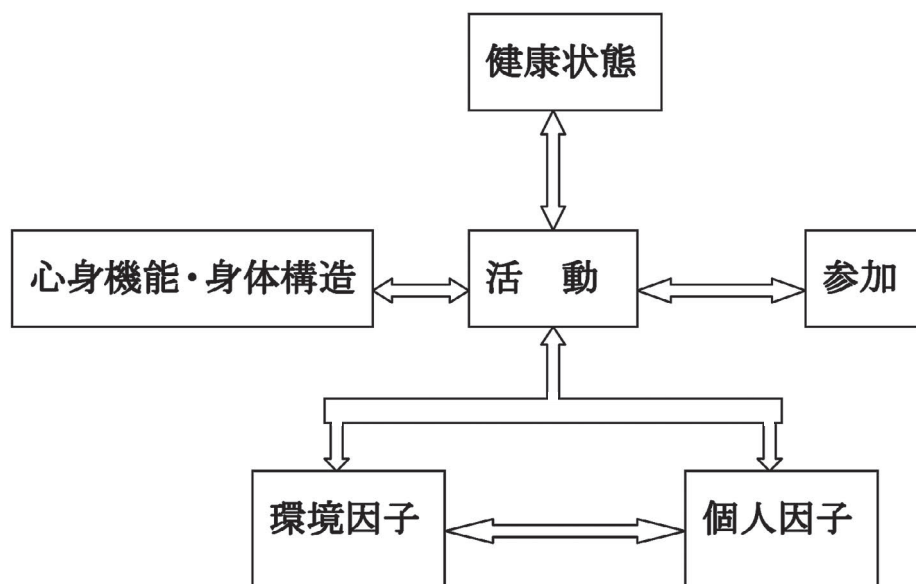 健康状態
心身機能・身体構造
活 動
参加
環境因子
個人因子